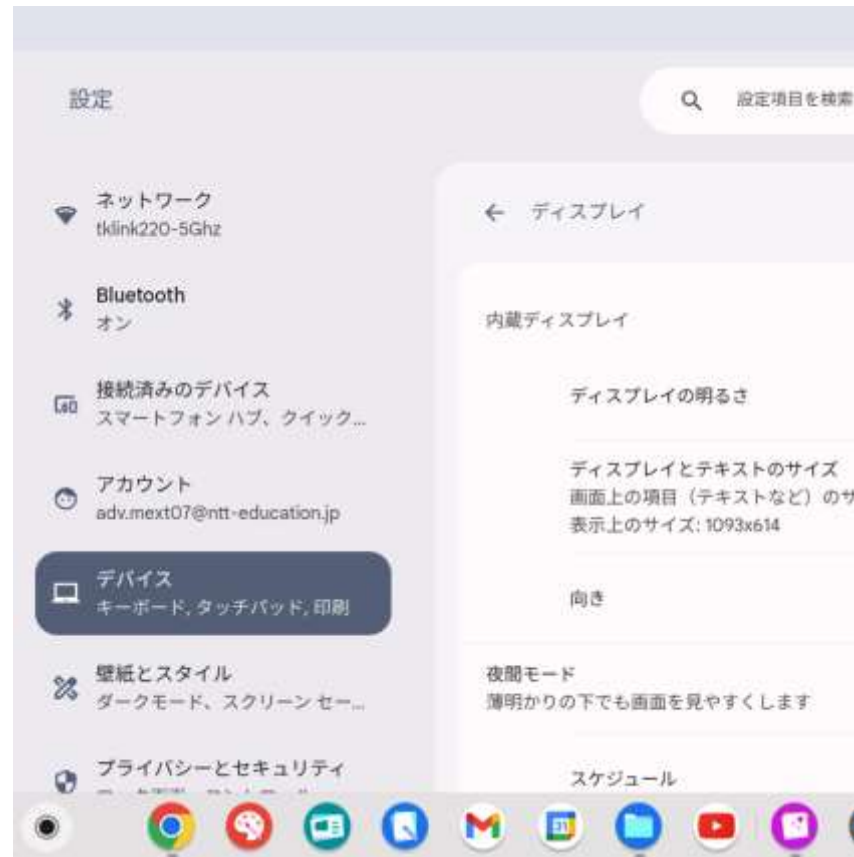 設定
設定項目を検索
ネットワーク
tklink220-5Ghz
Bluetooth
オン
接続済みのデバイス
スマートフォン ハブ、クイック...
アカウント
adv.mext07@ntt-education.jp
デバイス
キーボード, タッチパッド, 印刷
壁紙とスタイル
ダークモード、スクリーン セー...
プライバシーとセキュリティ
ディスプレイ
内蔵ディスプレイ
ディスプレイの明るさ
ディスプレイとテキストのサイズ
画面上の項目（テキストなど）のサ
表示上のサイズ: 1093x614
向き
夜間モード
薄明かりの下でも画面を見やすくします
スケジュール
31